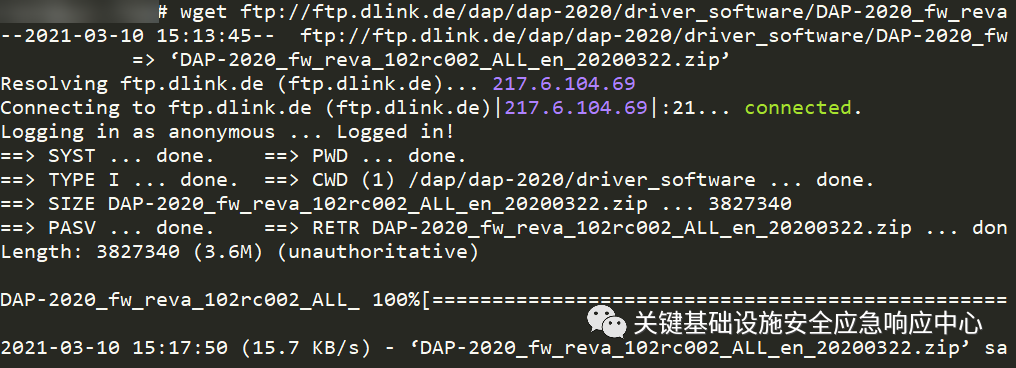 # wget ftp://ftp.dlink.de/dap/dap-2020/driver_software/DAP-2020_fw_reva
--2021-03-10 15:13:45--  ftp://ftp.dlink.de/dap/dap-2020/driver_software/DAP-2020_fw
=> ‘DAP-2020_fw_reva_102rc002_ALL_en_20200322.zip’
Resolving ftp.dlink.de (ftp.dlink.de)... 217.6.104.69
Connecting to ftp.dlink.de (ftp.dlink.de)|217.6.104.69|:21... connected.
Logging in as anonymous ... Logged in!
==> SYST ... done.    ==> PWD ... done.
==> TYPE I ... done.  ==> CWD (1) /dap/dap-2020/driver_software ... done.
==> SIZE DAP-2020_fw_reva_102rc002_ALL_en_20200322.zip ... 3827340
==> PASV ... done.    ==> RETR DAP-2020_fw_reva_102rc002_ALL_en_20200322.zip ... don
Length: 3827340 (3.6M) (unauthoritative)
DAP-2020_fw_reva_102rc002_ALL_ 100%[================================================
关键基础设施安全应急响应中心
2021-03-10 15:17:50 (15.7 KB/s) - ‘DAP-2020_fw_reva_102rc002_ALL_en_20200322.zip’ sa